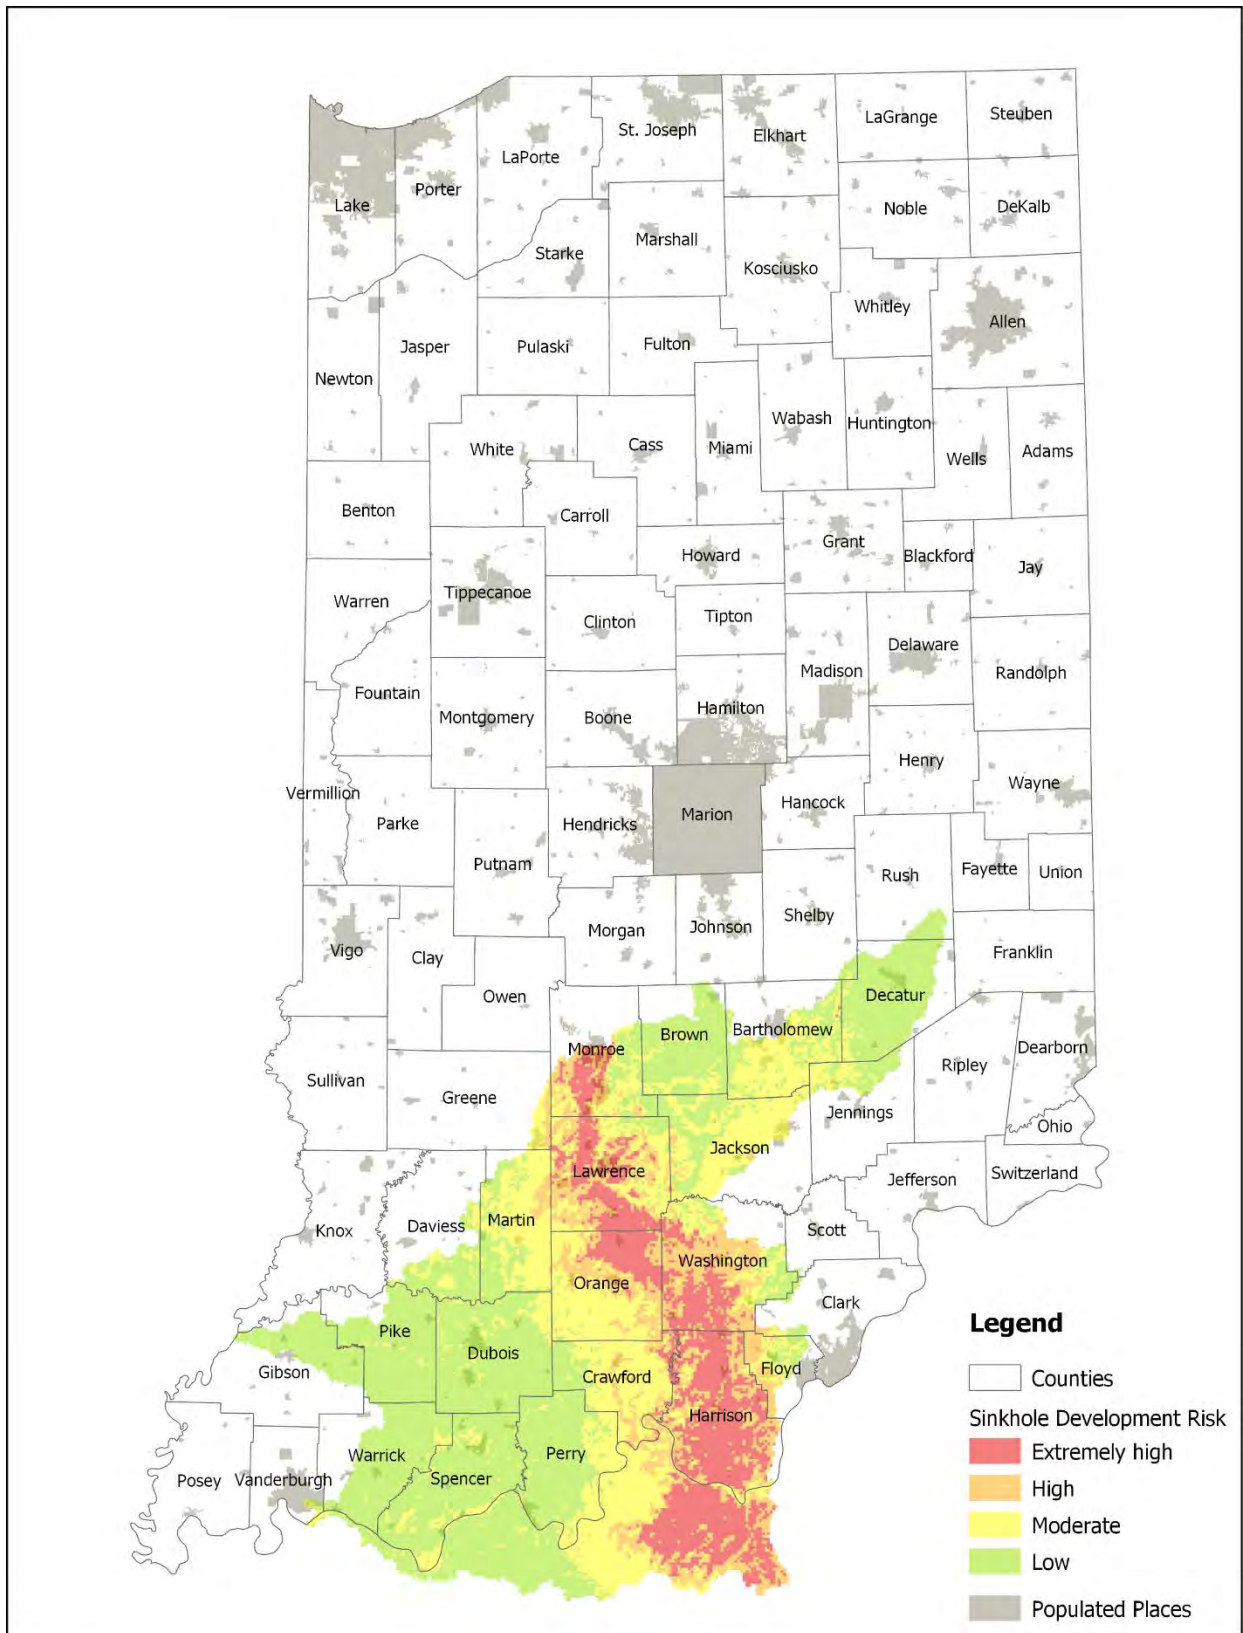 Steuben
LaGrange
St. Joseph
Elkhart
LaPorte
Porter
Lake
Noble
DeKalb
Marshall
Starke
Kosciusko
Whitley
Allen
Jasper
Pulaski
Fulton
Newton
Wabash
Huntington
White
Cass
Miami
Wells
Adams
Benton
Carroll
Grant
Howard
Blackford
Jay
Tippecanoe
Warren
Clinton
Tipton
Delaware
Madison
Randolph
Fountain
Montgomery
Boone
Hamilton
Henry
Wayne
Vermillion
Parke
Hendricks
Marion
Hancock
Putnam
Rush
Fayette
Union
Shelby
Morgan
Johnson
Vigo
Clay
Franklin
Owen
Decatur
Brown
Bartholomew
Monroe
Dearborn
Ripley
Sullivan
Greene
Jennings
Ohio
Jackson
Lawrence
Jefferson
Switzerland
Knox
Daviess
Martin
Scott
Washington
Orange
Clark
Pike
Dubois
Gibson
Crawford
Floyd
Harrison
Warrick
Perry
Posey
Vanderburgh
Spencer
Legend
Counties
Sinkhole Development Risk
Extremely high
High
Moderate
Low
Populated Places